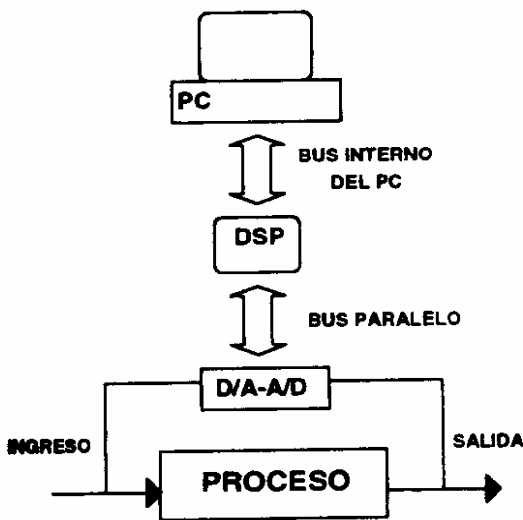 PC
BUS INTERNO
DEL PC
DSP
BUS PARALELO
D/A-A/D
INGRESO
SALIDA
PROCESO